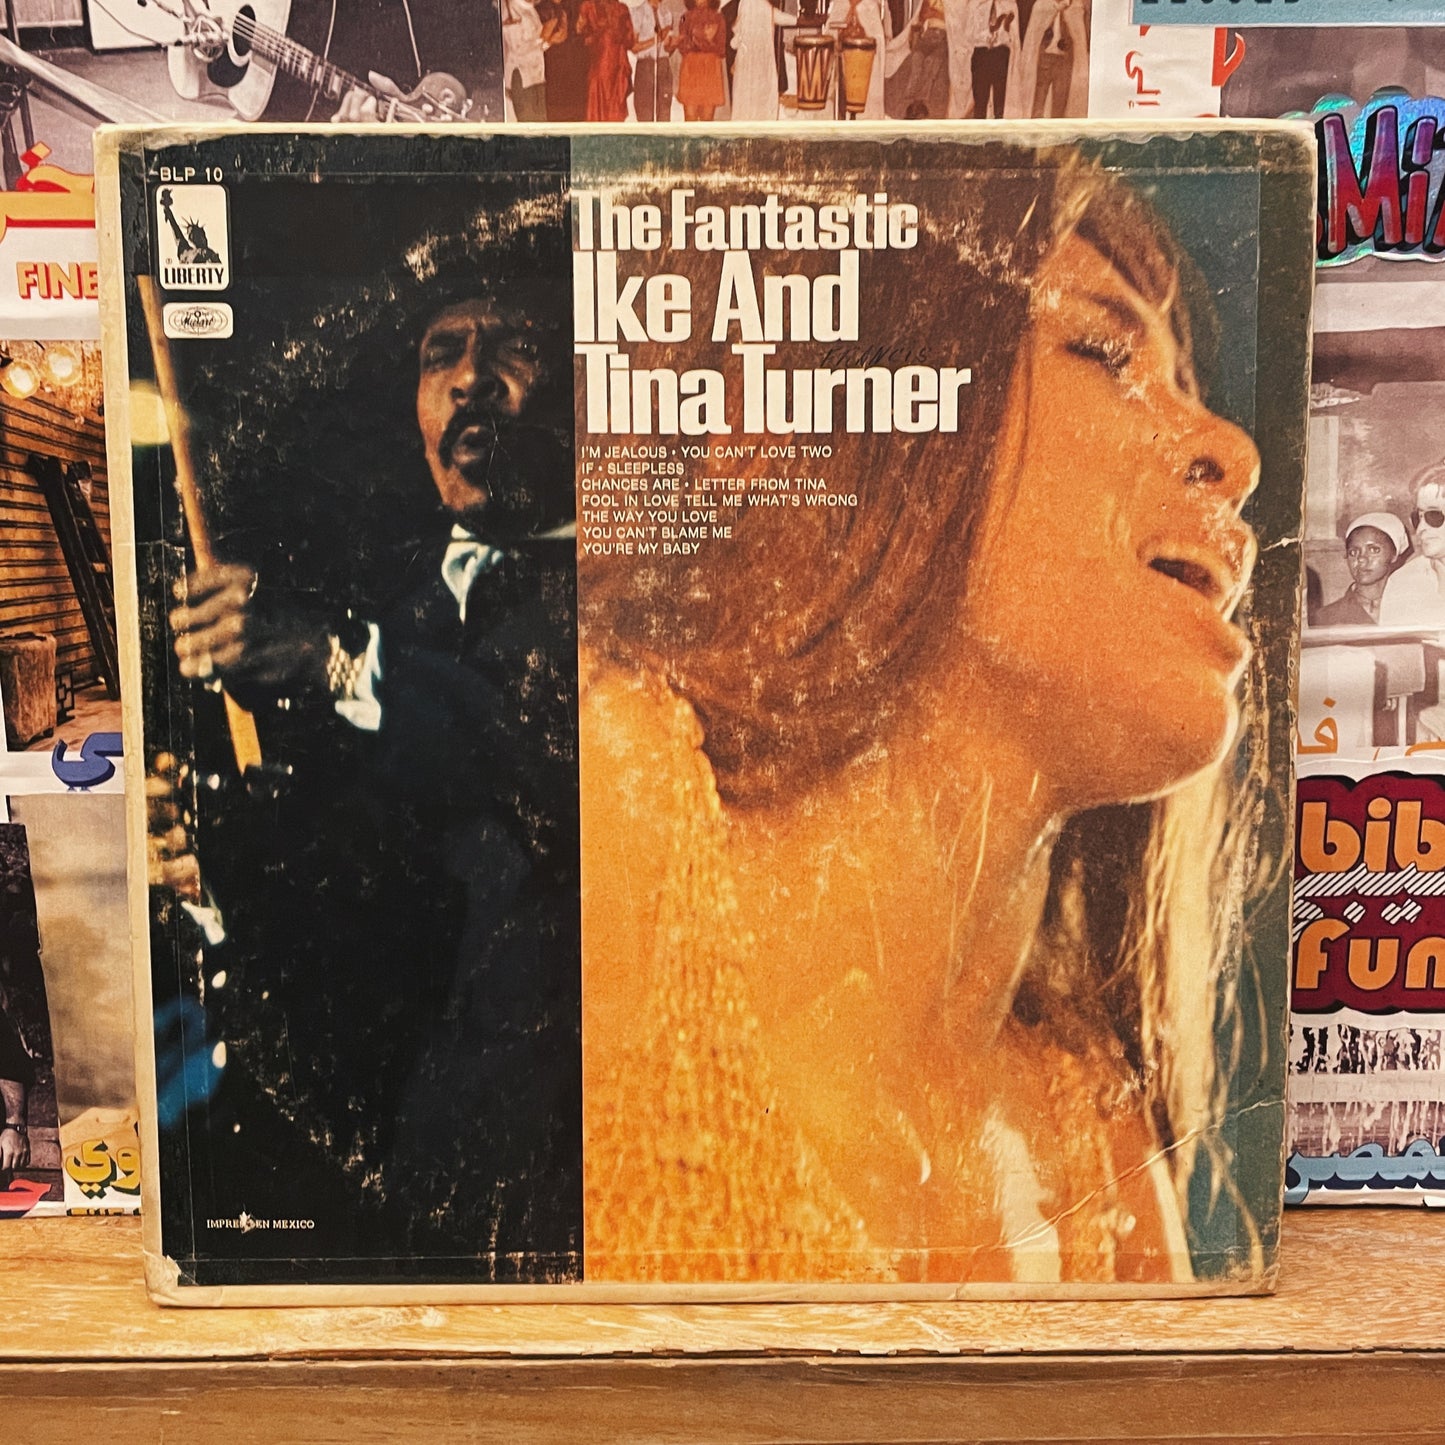 BLP 10
LIBERTY
Musart
The Fantastic
Ike And
Tina Turner
FRANCIS
I'M JEALOUS • YOU CAN'T LOVE TWO
IF • SLEEPLESS
CHANCES ARE • LETTER FROM TINA
FOOL IN LOVE TELL ME WHAT'S WRONG
THE WAY YOU LOVE
YOU CAN'T BLAME ME
YOU'RE MY BABY
EN MEXICO
FINE
bib
fun